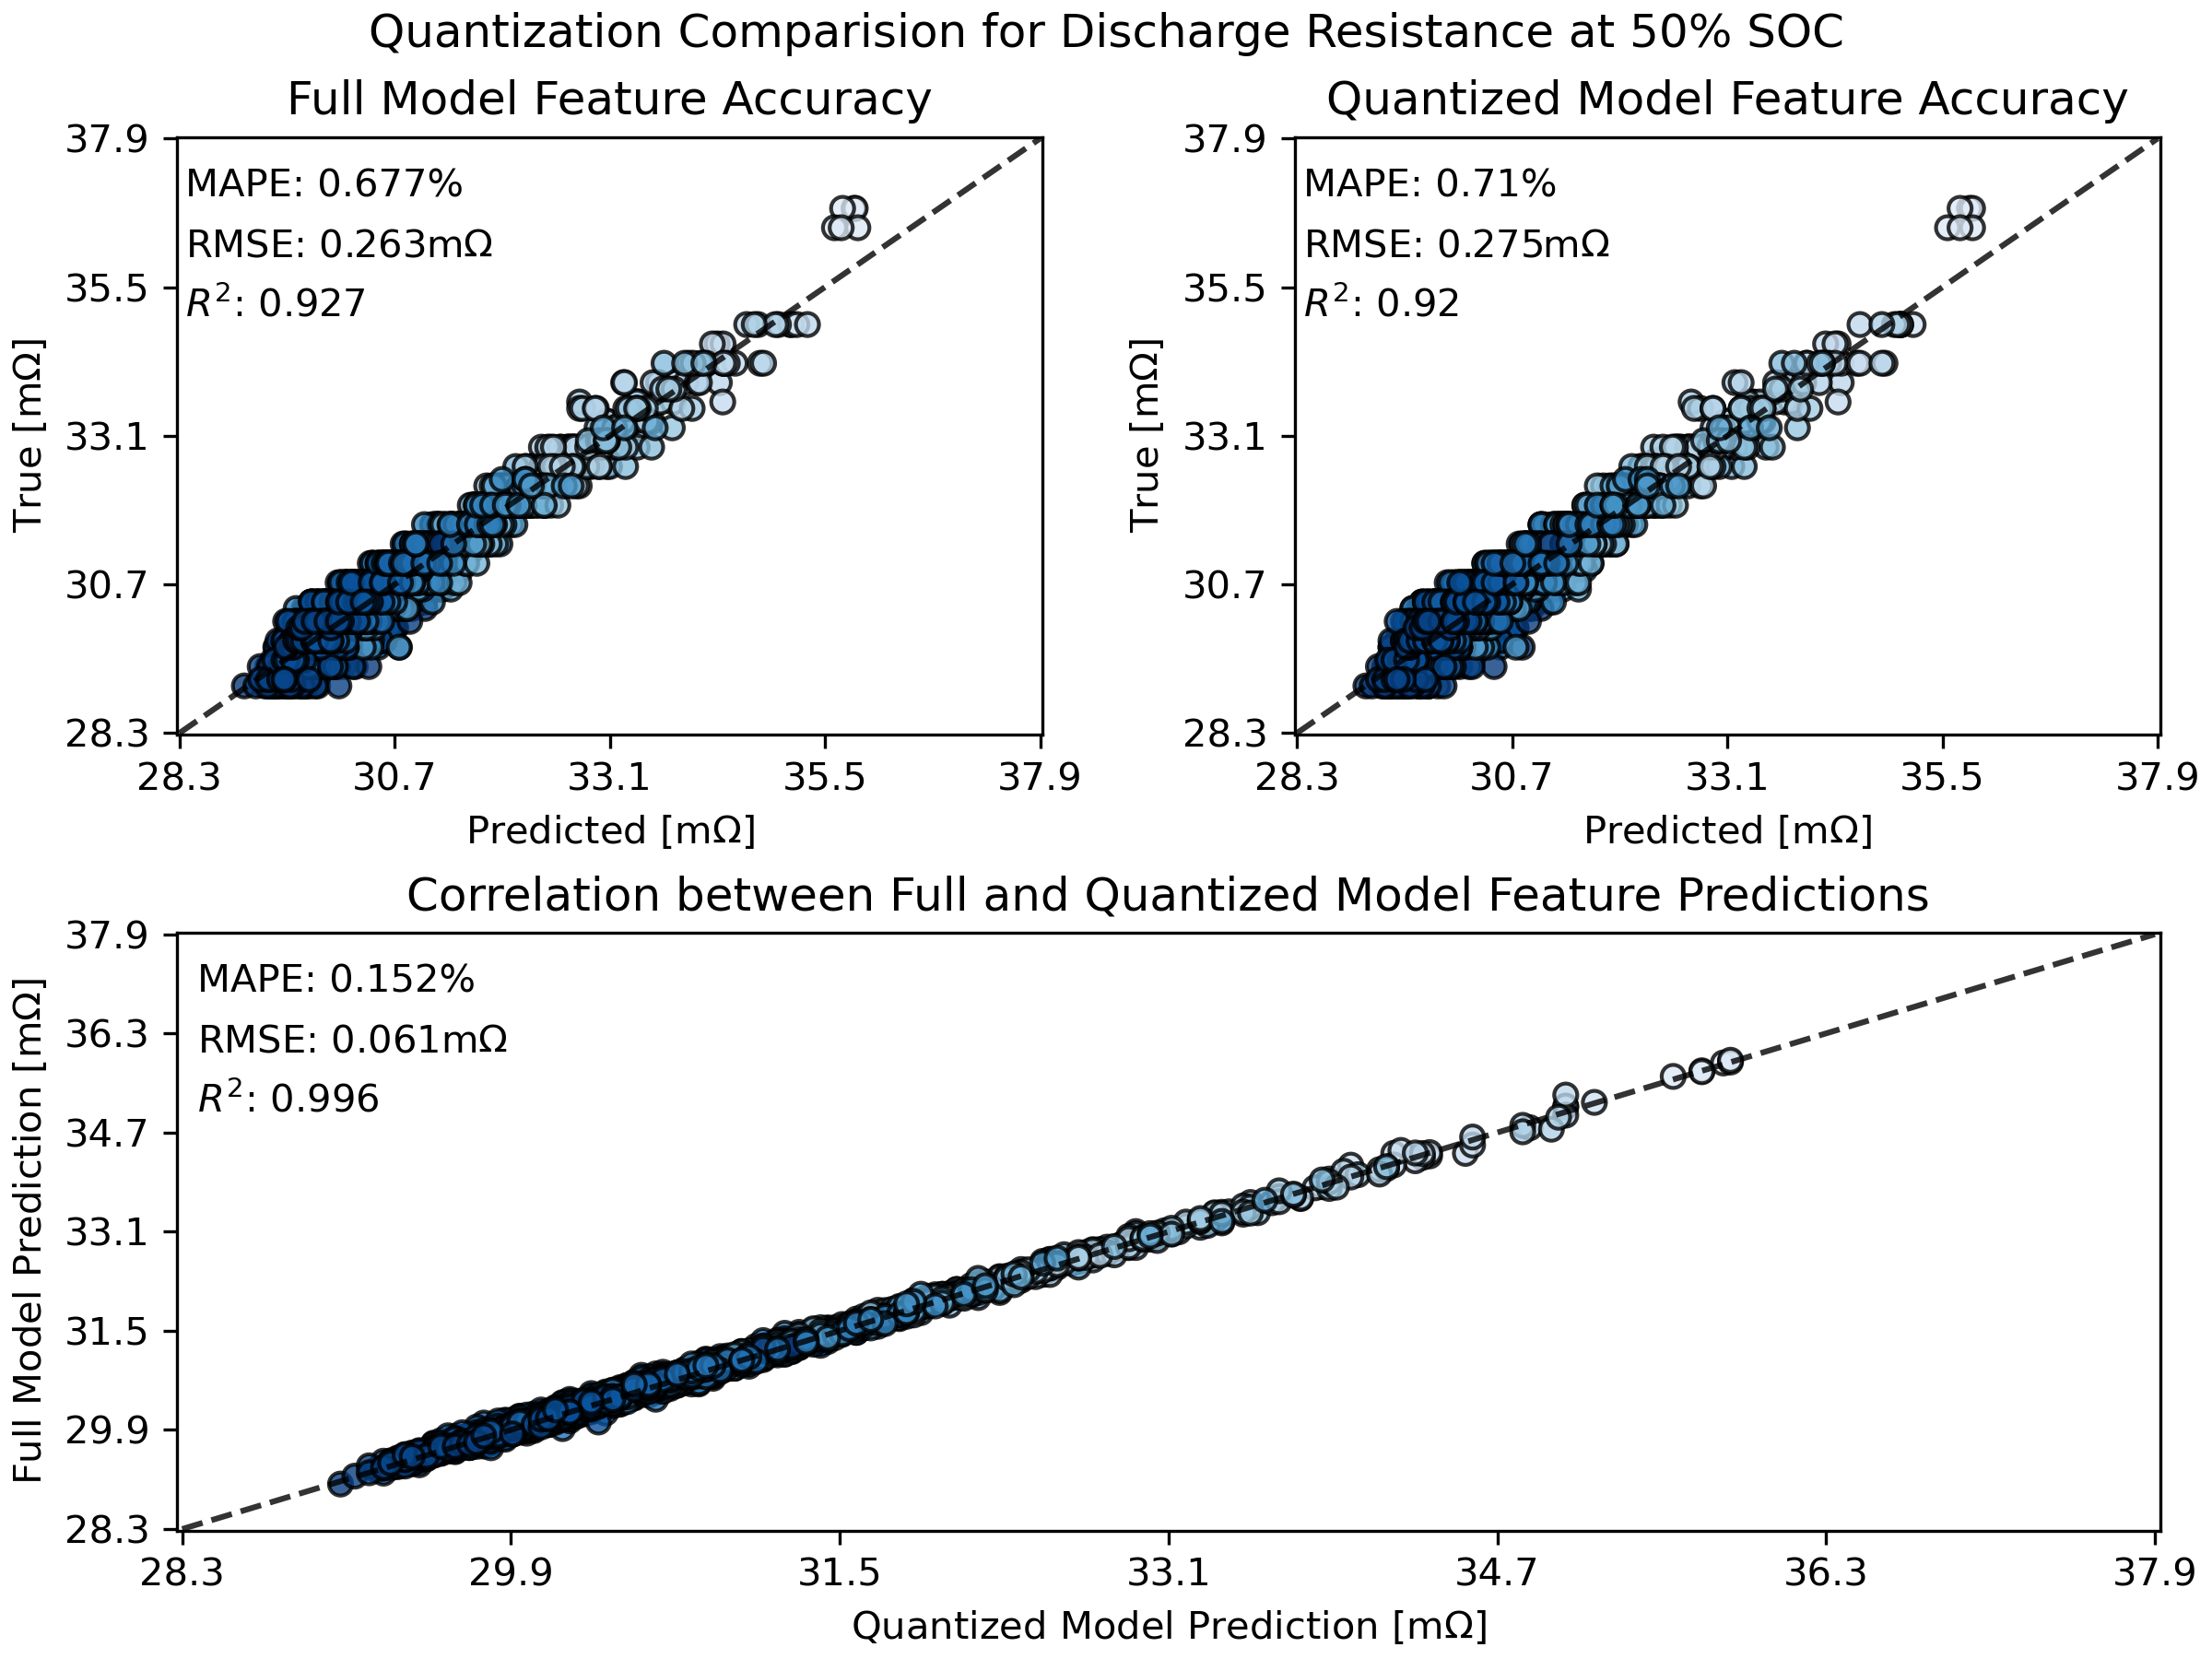 Quantization Comparision for Discharge Resistance at 50% SOC
Full Model Feature Accuracy
37.9
35.5
33.1
30.7
28.3
True [mΩ]
MAPE: 0.677%
RMSE: 0.263mΩ
R²: 0.927
28.3 30.7 33.1 35.5 37.9
Predicted [mΩ]
Quantized Model Feature Accuracy
37.9
35.5
33.1
30.7
28.3
True [mΩ]
MAPE: 0.71%
RMSE: 0.275mΩ
R²: 0.92
28.3 30.7 33.1 35.5 37.9
Predicted [mΩ]
Correlation between Full and Quantized Model Feature Predictions
37.9
36.3
34.7
33.1
31.5
29.9
28.3
Full Model Prediction [mΩ]
MAPE: 0.152%
RMSE: 0.061mΩ
R²: 0.996
28.3 29.9 31.5 33.1 34.7 36.3 37.9
Quantized Model Prediction [mΩ]